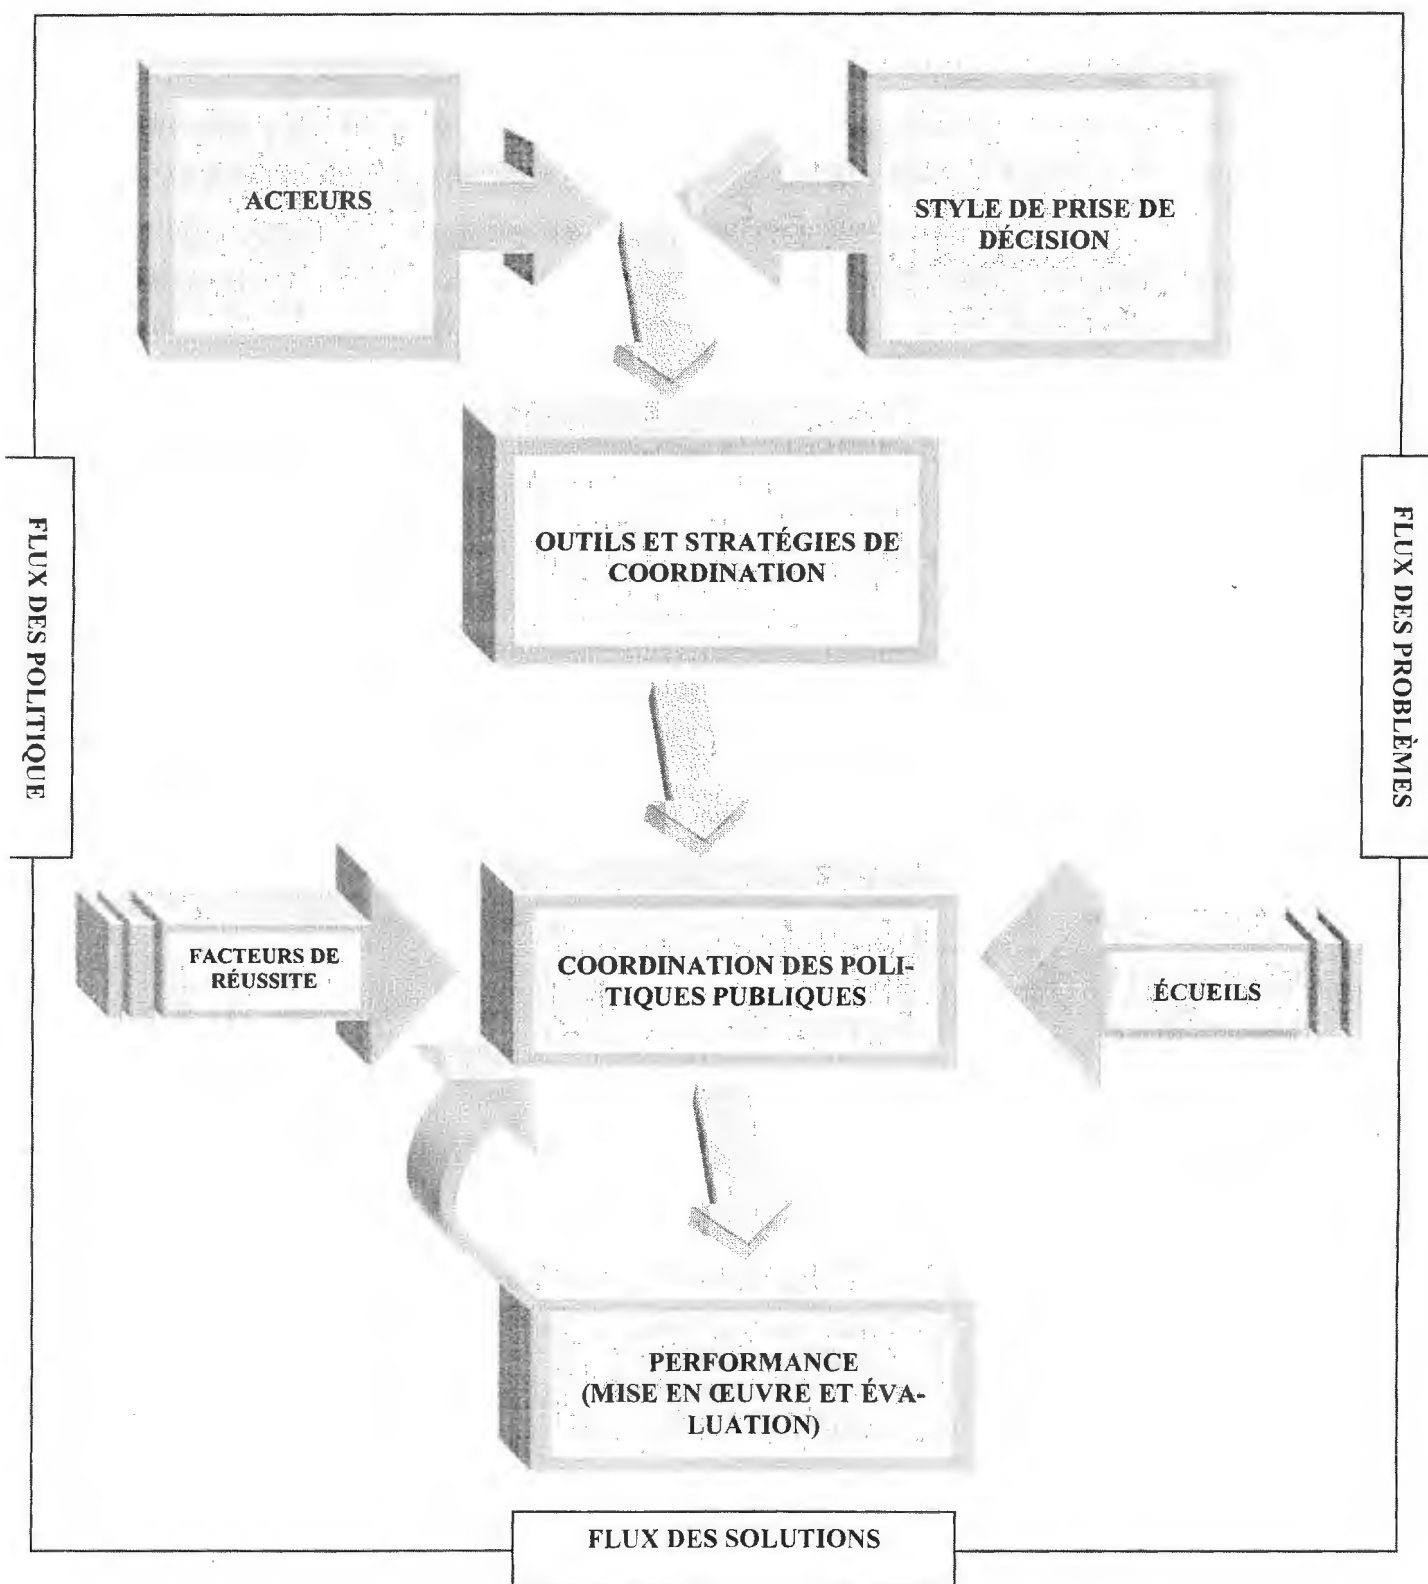 ACTEURS
STYLE DE PRISE DE
DÉCISION
OUTILS ET STRATÉGIES DE
COORDINATION
FLUX DES POLITIQUE
FLUX DES PROBLÈMES
FACTEURS DE
RÉUSSITE
COORDINATION DES POLI-
TIQUES PUBLIQUES
ÉCUEILS
PERFORMANCE
(MISE EN ŒUVRE ET ÉVA-
LUATION)
FLUX DES SOLUTIONS